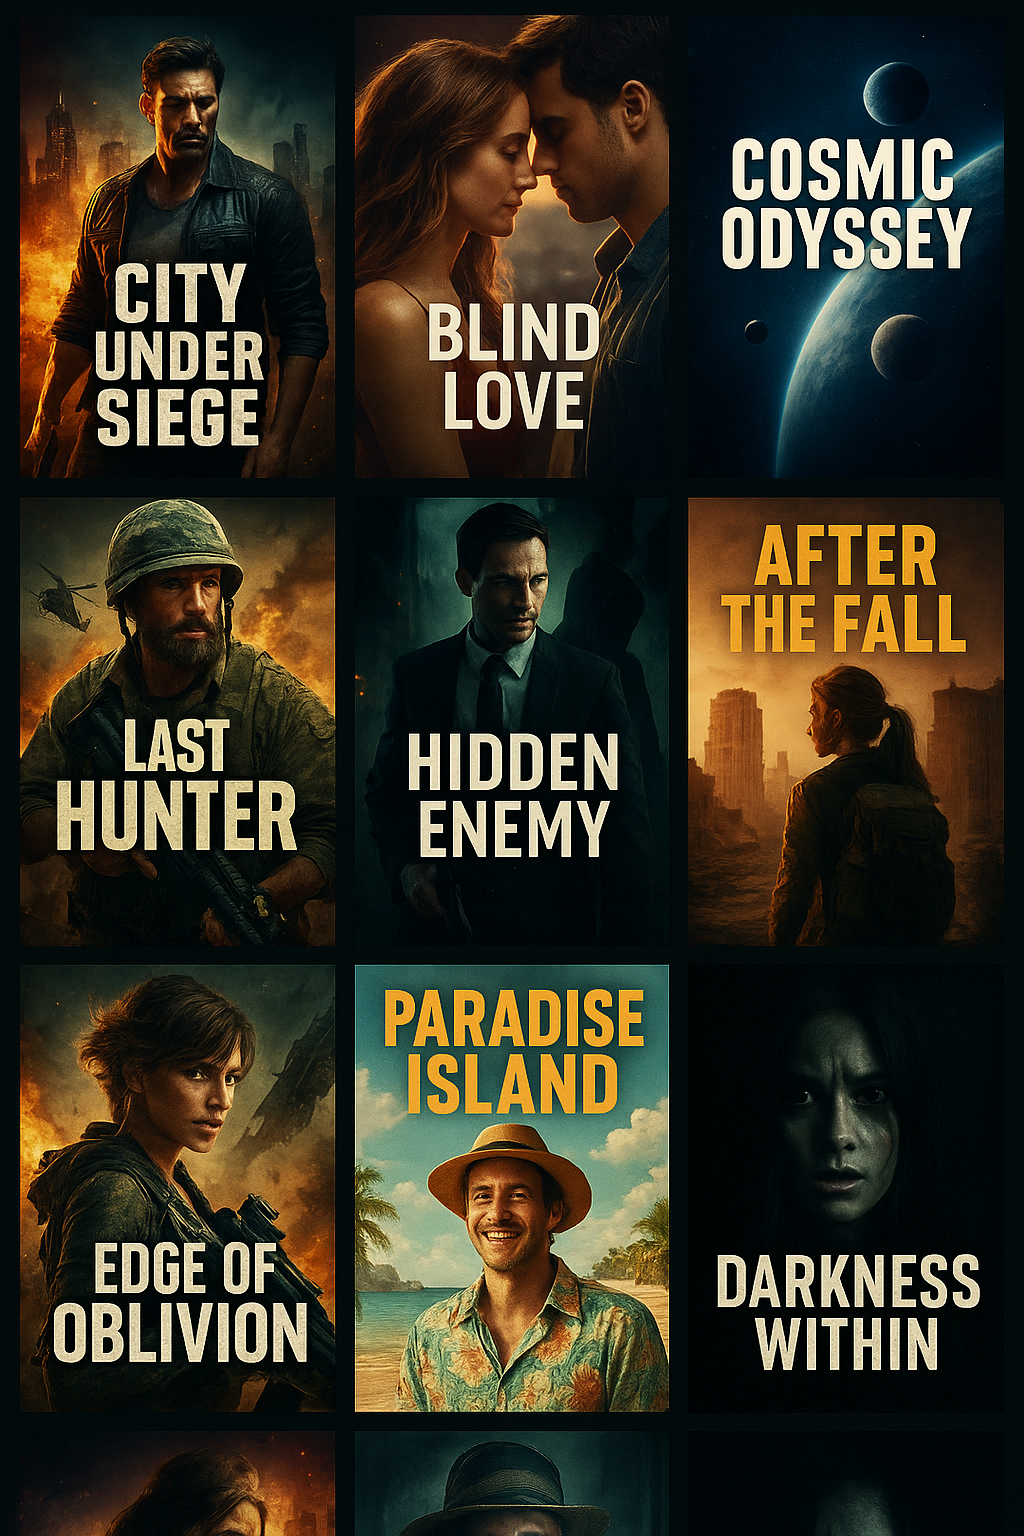 CITY
UNDER
SIEGE
BLIND
LOVE
COSMIC
ODYSSEY
LAST
HUNTER
HIDDEN
ENEMY
AFTER
THE FALL
EDGE OF
OBLIVION
PARADISE
ISLAND
DARKNESS
WITHIN